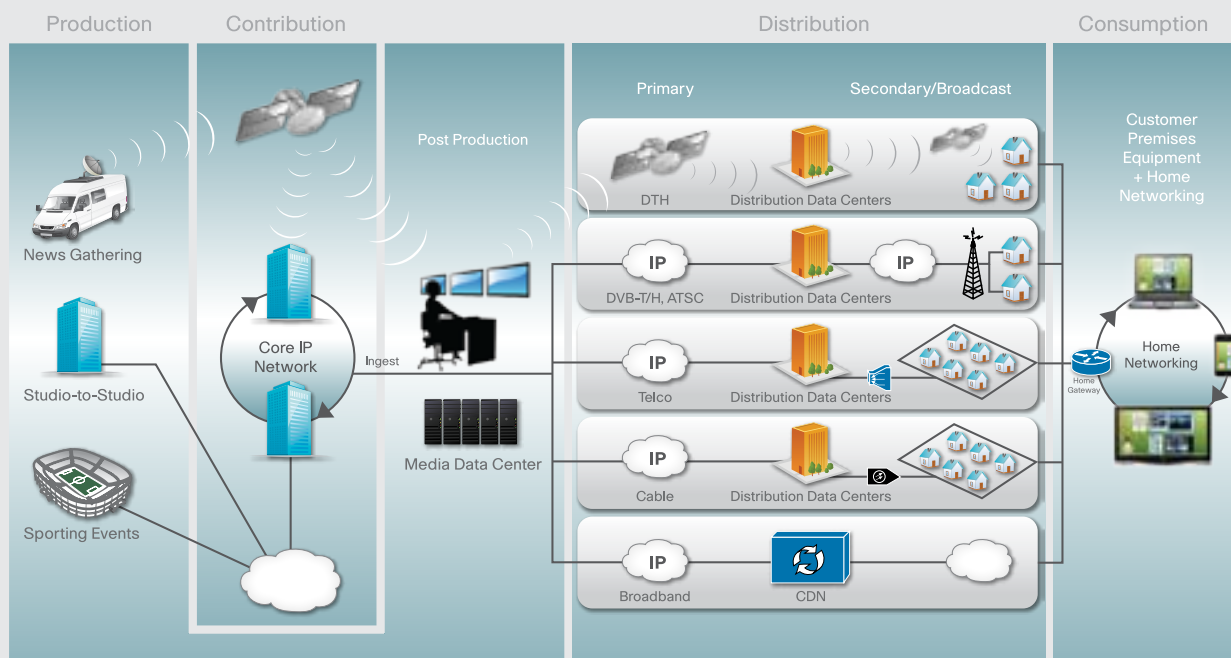 Production
Contribution
Distribution
Consumption
Primary
Secondary/Broadcast
Post Production
Customer
Premises
Equipment
+ Home
Networking
News Gathering
DTH
Distribution Data Centers
IP
IP
DVB-T/H, ATSC
Distribution Data Centers
Core IP
Network
Ingest
Studio-to-Studio
IP
Telco
Distribution Data Centers
Home
Gateway
Home
Networking
Media Data Center
IP
Cable
Distribution Data Centers
Sporting Events
IP
Broadband
CDN